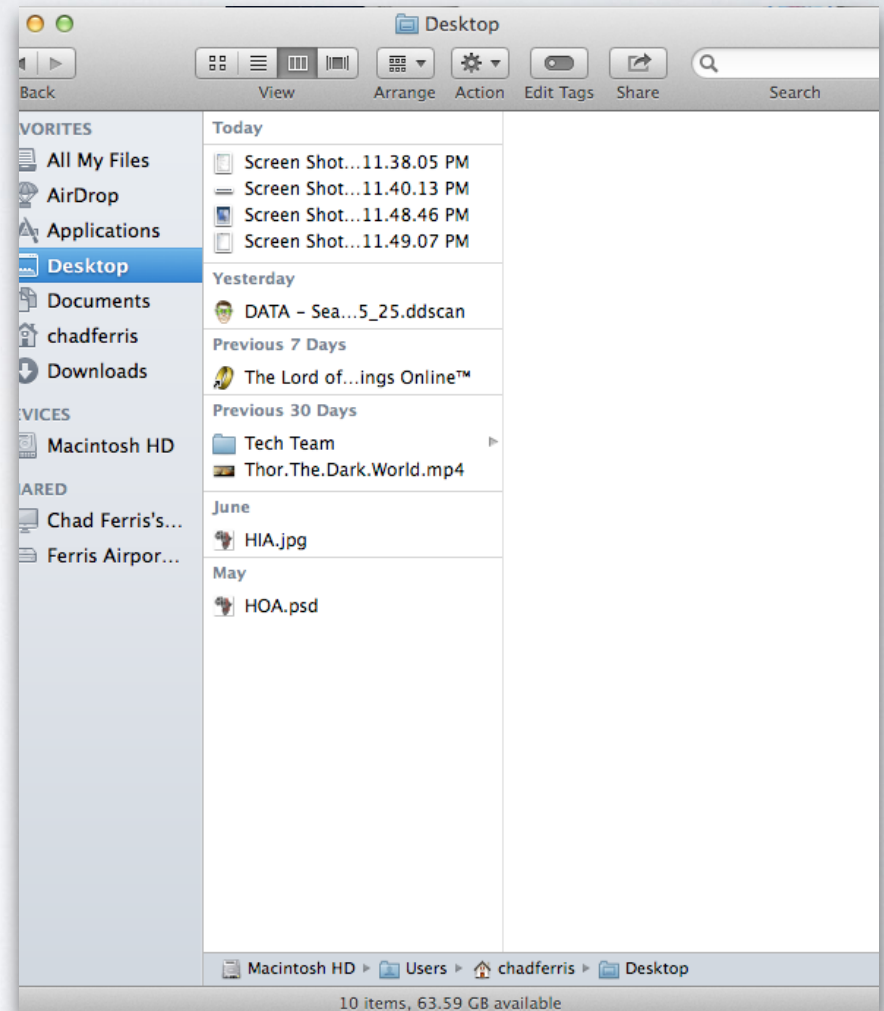 Desktop
Back View Arrange Action Edit Tags Share Search
VORITES
All My Files
AirDrop
Applications
Desktop
Documents
chadferris
Downloads
VICES
Macintosh HD
ARED
Chad Ferris's...
Ferris Airpor...
Today
Screen Shot...11.38.05 PM
Screen Shot...11.40.13 PM
Screen Shot...11.48.46 PM
Screen Shot...11.49.07 PM
Yesterday
DATA – Sea...5_25.ddscan
Previous 7 Days
The Lord of...ings Online™
Previous 30 Days
Tech Team
Thor.The.Dark.World.mp4
June
HIA.jpg
May
HOA.psd
Macintosh HD ▸ Users ▸ chadferris ▸ Desktop
10 items, 63.59 GB available